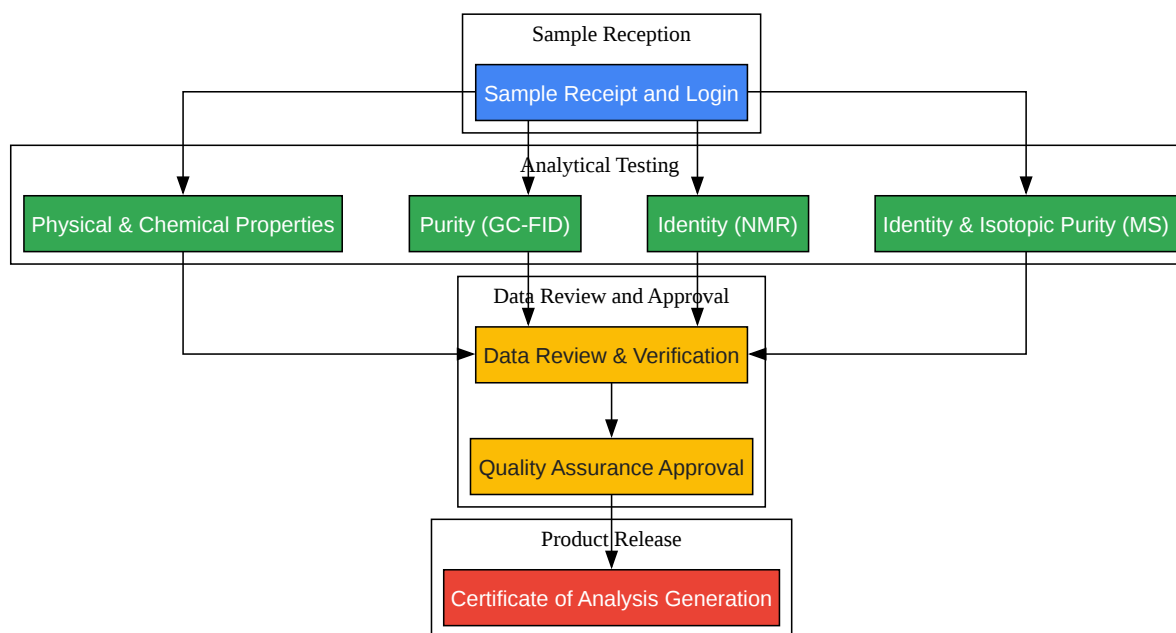 Sample Reception
Sample Receipt and Login
Analytical Testing
Physical & Chemical Properties
Purity (GC-FID)
Identity (NMR)
Identity & Isotopic Purity (MS)
Data Review and Approval
Data Review & Verification
Quality Assurance Approval
Product Release
Certificate of Analysis Generation